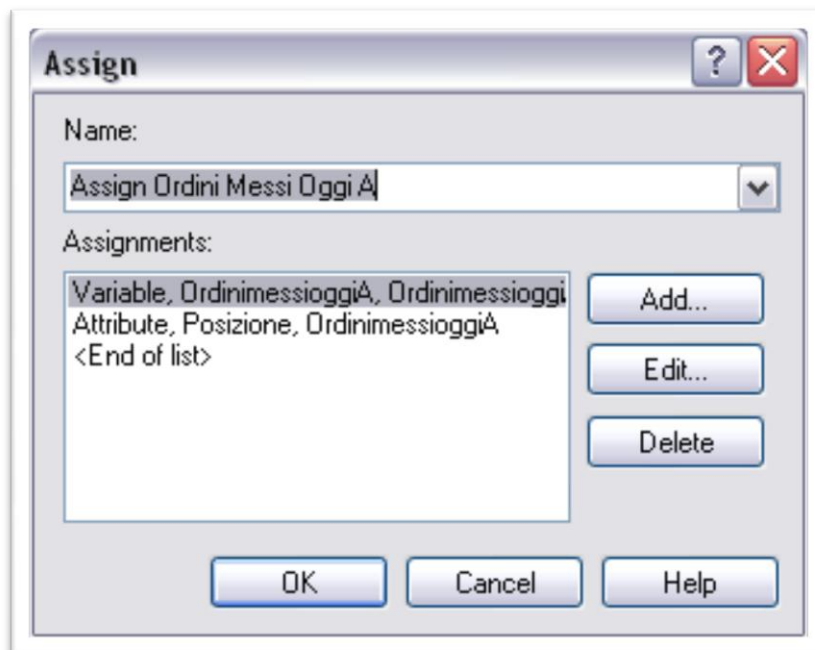 Assign
?
Name:
Assign Ordini Messi Oggi A
Assignments:
Variable, OrdinimessioggiA, Ordinimessioggi
Attribute, Posizione, OrdinimessioggiA
<End of list>
Add...
Edit...
Delete
OK
Cancel
Help